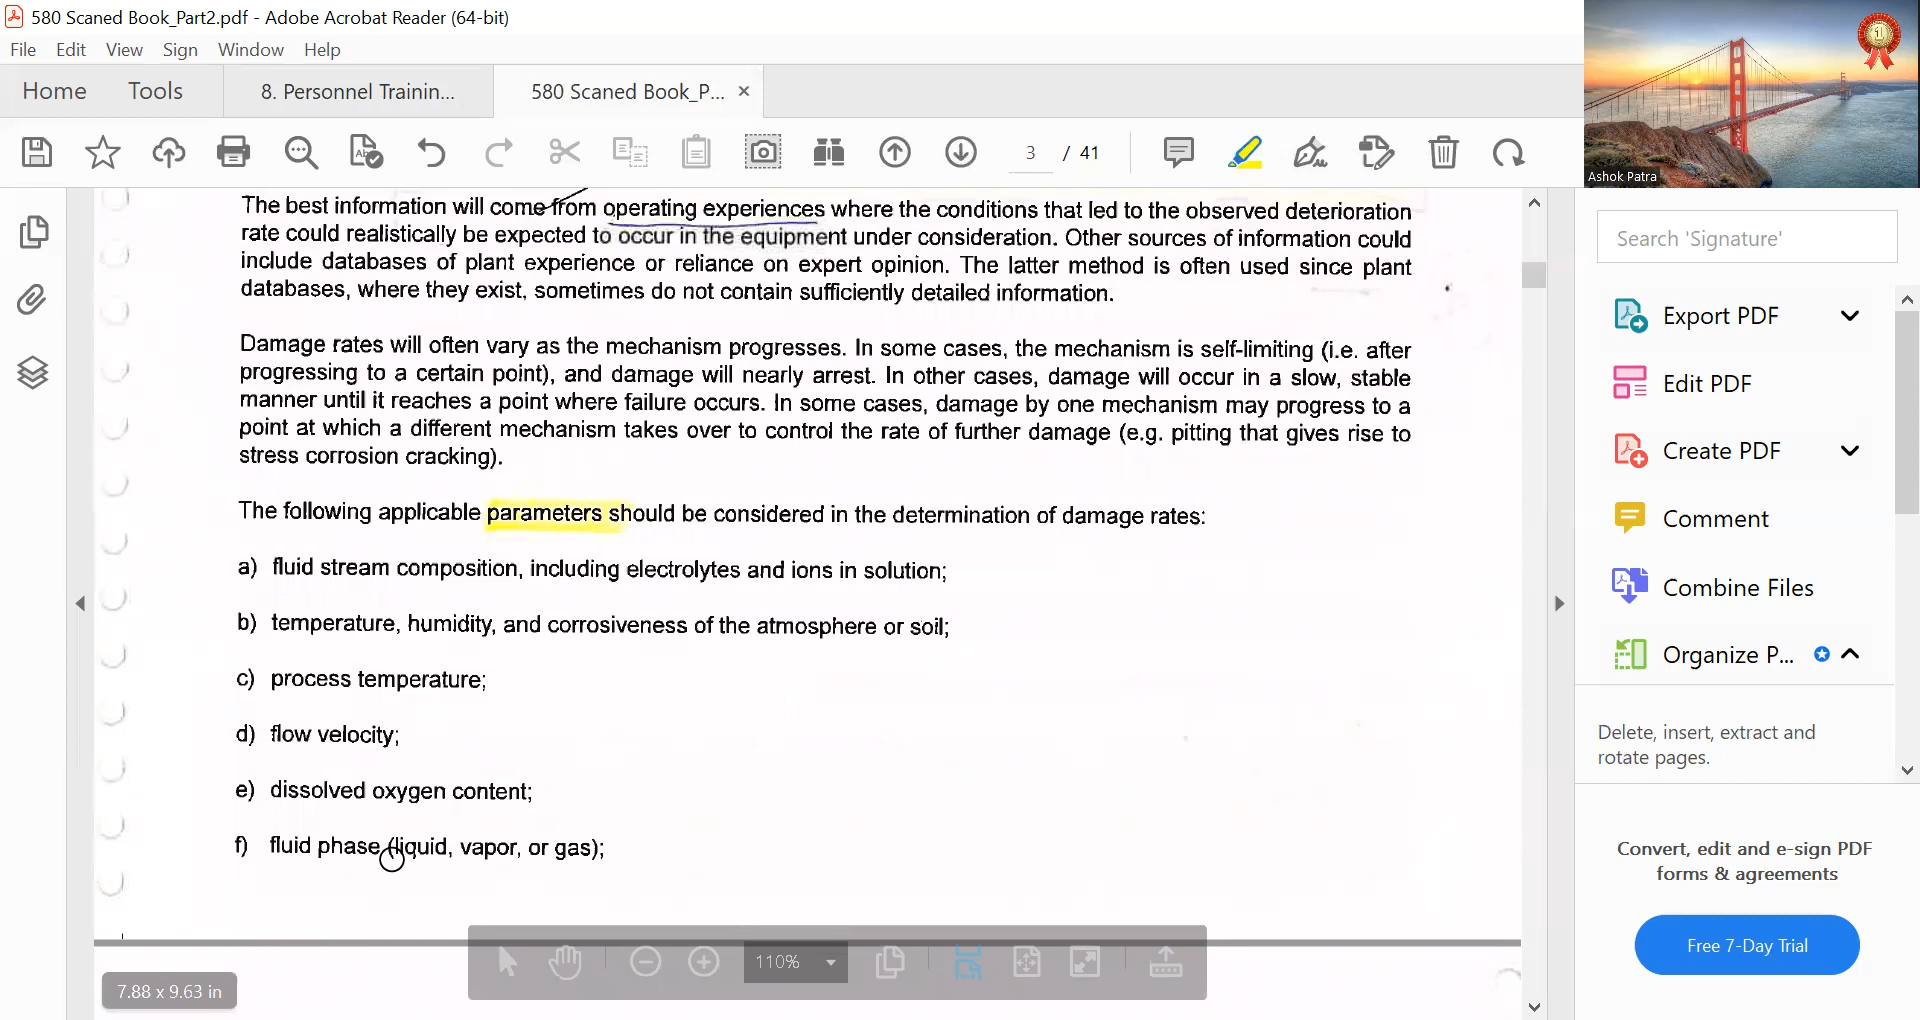 580 Scaned Book_Part2.pdf - Adobe Acrobat Reader (64-bit)
File Edit View Sign Window Help
Home Tools 8. Personnel Trainin... 580 Scaned Book_P... ×
3 / 41
Ashok Patra
The best information will come from operating experiences where the conditions that led to the observed deterioration
rate could realistically be expected to occur in the equipment under consideration. Other sources of information could
include databases of plant experience or reliance on expert opinion. The latter method is often used since plant
databases, where they exist, sometimes do not contain sufficiently detailed information.
Damage rates will often vary as the mechanism progresses. In some cases, the mechanism is self-limiting (i.e. after
progressing to a certain point), and damage will nearly arrest. In other cases, damage will occur in a slow, stable
manner until it reaches a point where failure occurs. In some cases, damage by one mechanism may progress to a
point at which a different mechanism takes over to control the rate of further damage (e.g. pitting that gives rise to
stress corrosion cracking).
The following applicable parameters should be considered in the determination of damage rates:
a) fluid stream composition, including electrolytes and ions in solution;
b) temperature, humidity, and corrosiveness of the atmosphere or soil;
c) process temperature;
d) flow velocity;
e) dissolved oxygen content;
f) fluid phase (liquid, vapor, or gas);
110%
7.88 x 9.63 in
Search 'Signature'
Export PDF
Edit PDF
Create PDF
Comment
Combine Files
Organize P...
Delete, insert, extract and
rotate pages.
Convert, edit and e-sign PDF
forms & agreements
Free 7-Day Trial